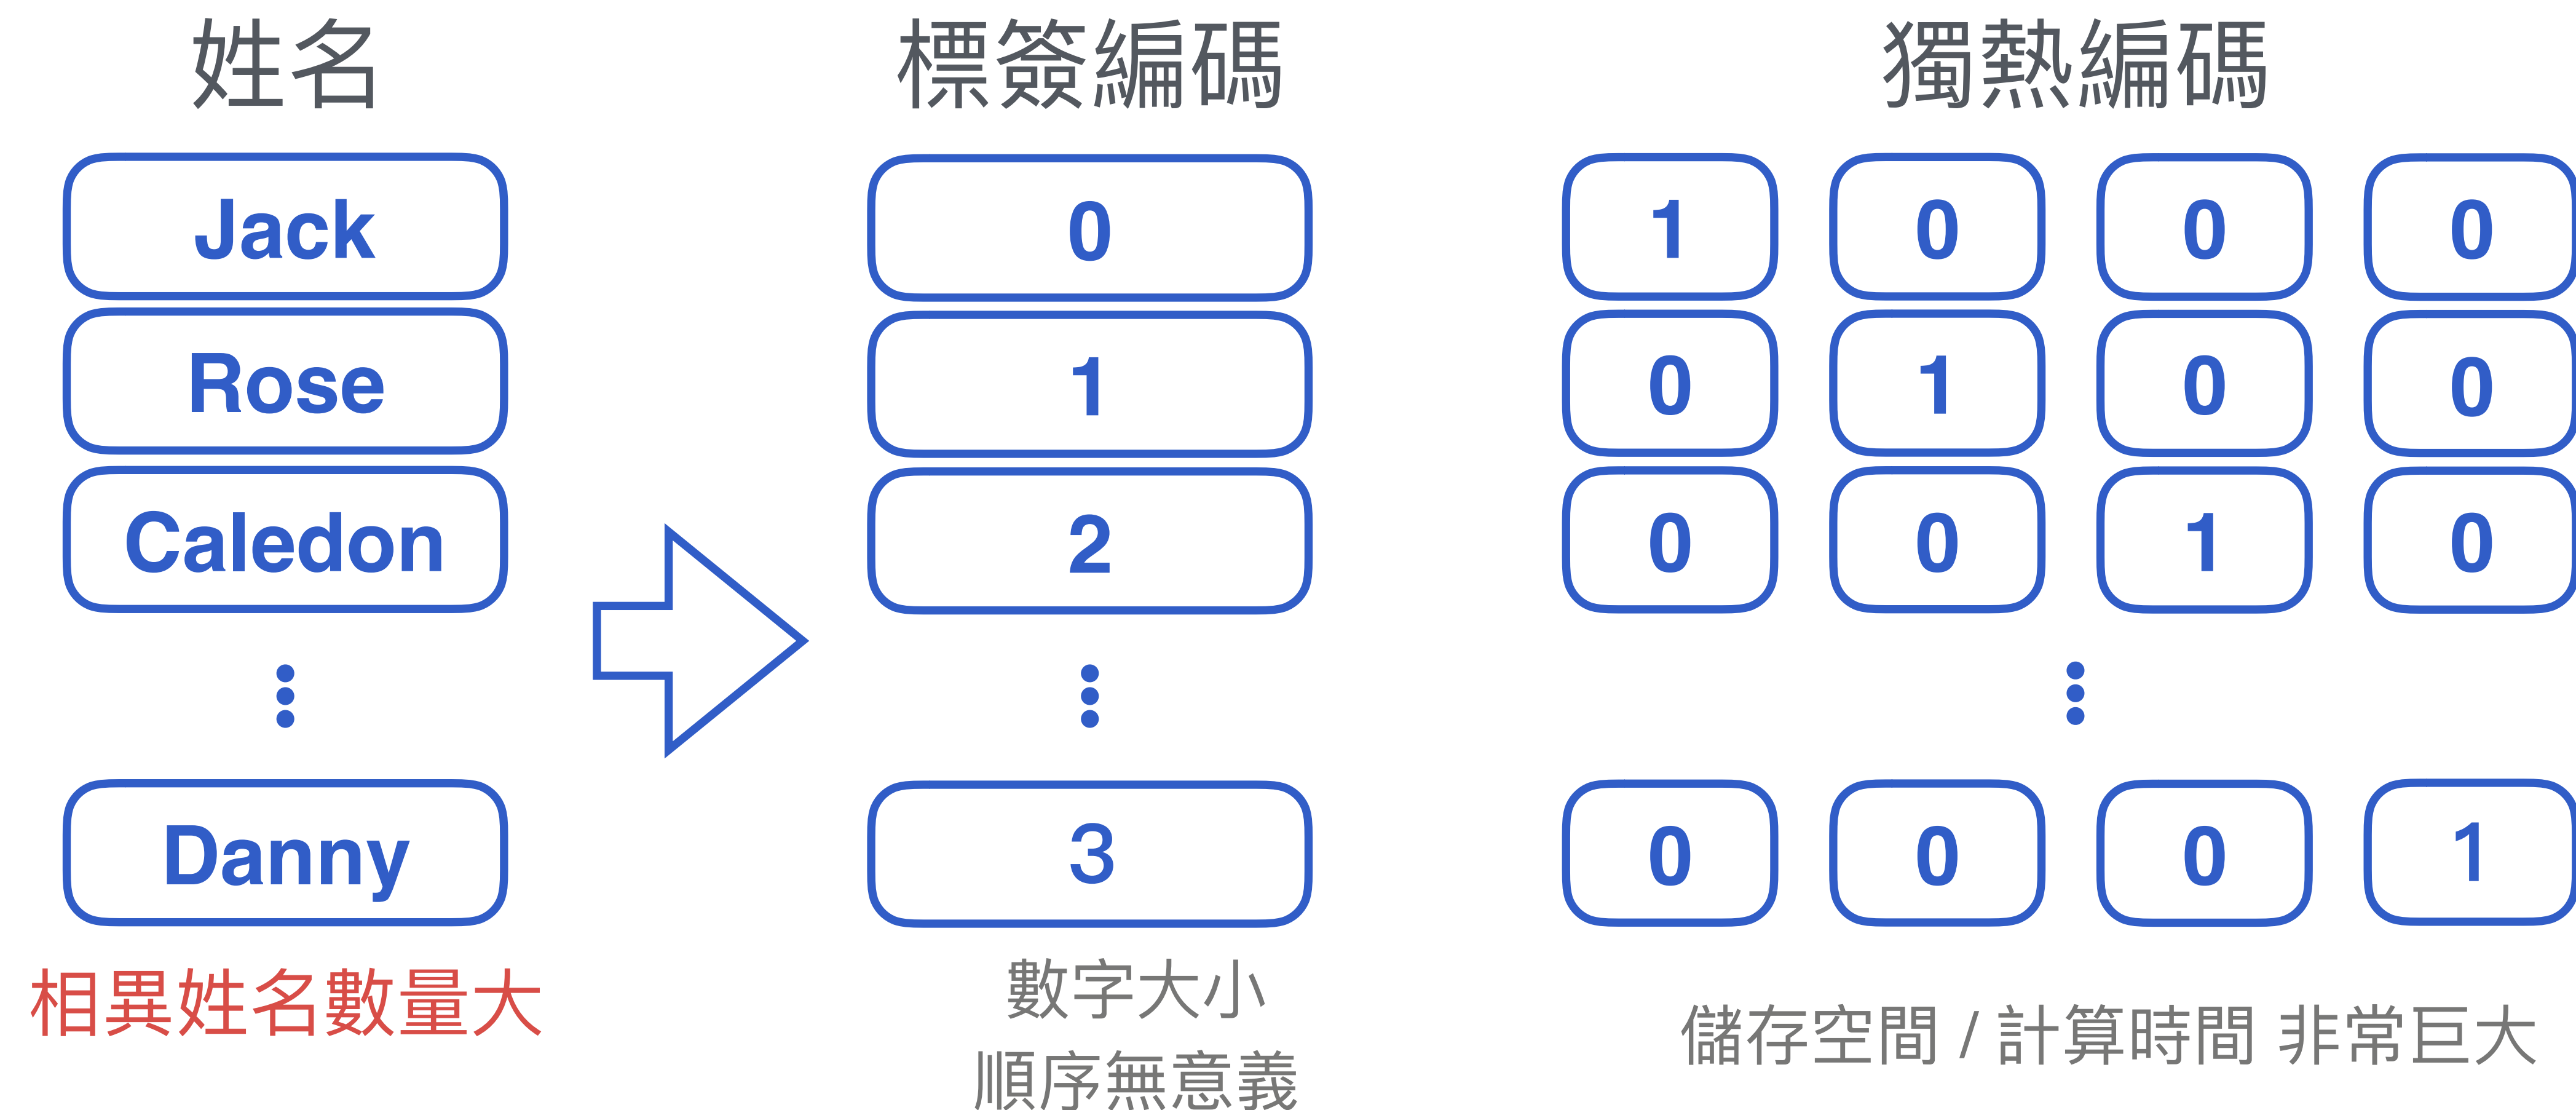 姓名 標簽編碼 獨熱編碼
Jack 0 1 0 0 0
Rose 1 0 1 0 0
Caledon 2 0 0 1 0
Danny 3 0 0 0 1
相異姓名數量大
數字大小
順序無意義
儲存空間 / 計算時間 非常巨大